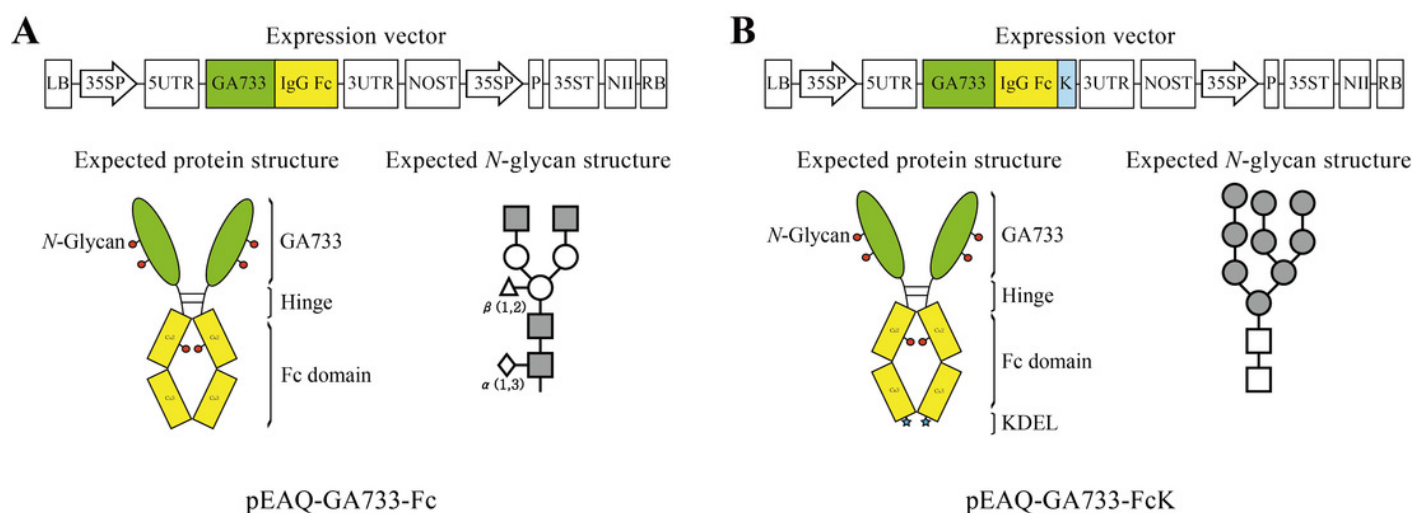 A
Expression vector
LB 35SP 5UTR GA733 IgG Fc 3UTR NOST 35SP P 35ST NII RB
Expected protein structure
Expected N-glycan structure
N-Glycan
GA733
Hinge
Fc domain
β (1,2)
α (1,3)
pEAQ-GA733-Fc
B
Expression vector
LB 35SP 5UTR GA733 IgG Fc K 3UTR NOST 35SP P 35ST NII RB
Expected protein structure
Expected N-glycan structure
N-Glycan
GA733
Hinge
Fc domain
KDEL
pEAQ-GA733-FcK